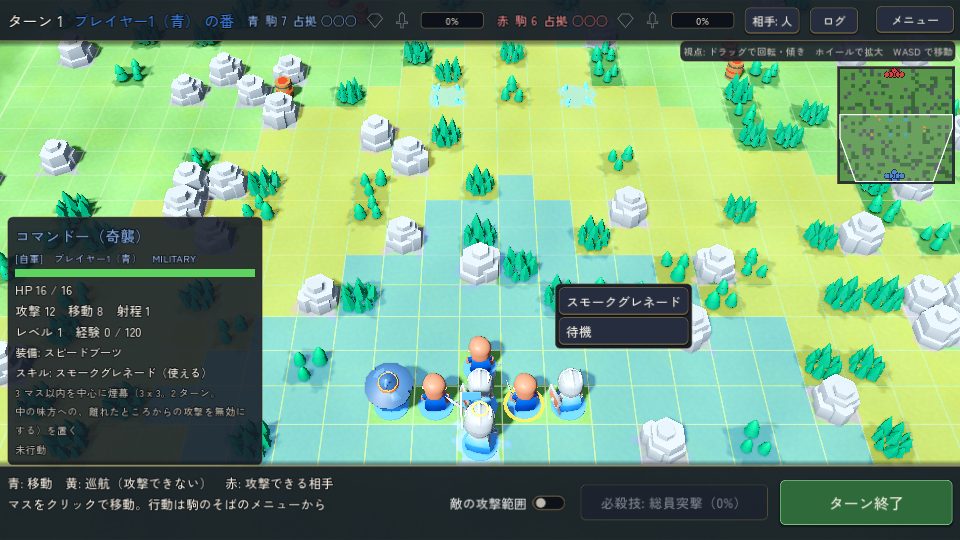 ターン 1 プレイヤー1（青）の番 青 駒 7 占拠 〇〇〇 0% 赤 駒 6 占拠 〇〇〇 0% 相手: 人 ログ メニュー
視点: ドラッグで回転・傾き ホイールで拡大 WASD で移動
コマンドー（奇襲）
[自軍] プレイヤー1（青） MILITARY
HP 16 / 16
攻撃 12 移動 8 射程 1
レベル 1 経験 0 / 120
装備: スピードブーツ
スキル: スモークグレネード（使える）
3 マス以内を中心に煙幕（3 x 3、2 ターン。
中の味方への、離れたところからの攻撃を無効に
する）を置く
未行動
スモークグレネード
待機
青: 移動 黄: 巡航（攻撃できない） 赤: 攻撃できる相手
マスをクリックで移動。行動は駒のそばのメニューから
敵の攻撃範囲
必殺技: 総員突撃（0%）
ターン終了